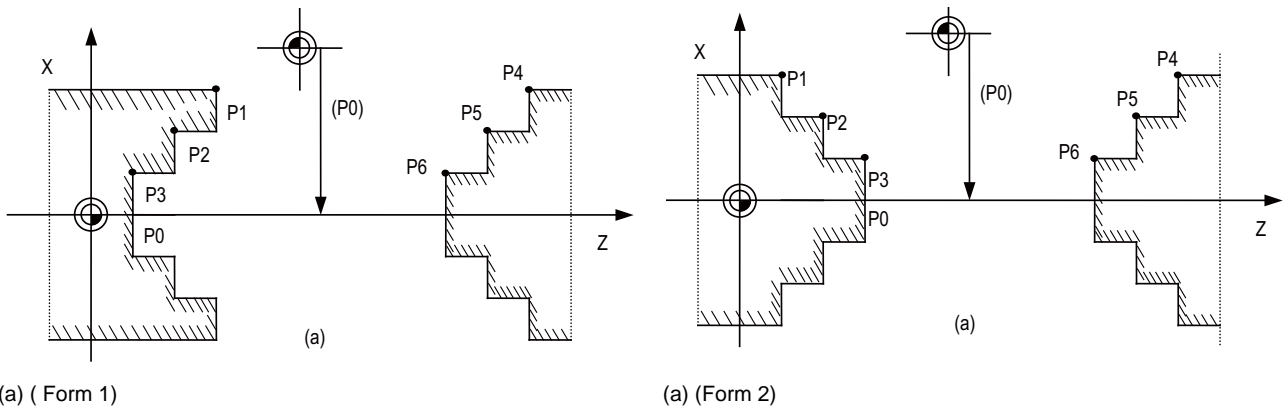 X
P4
P1
(P0)
P5
P2
P6
P3
P0
Z
(a)
(a) ( Form 1)
X
P1
P4
(P0)
P2
P5
P6
P3
P0
Z
(a)
(a) (Form 2)